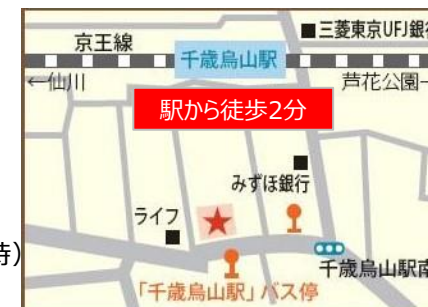 京王線
■三菱東京UFJ銀
千歳烏山駅
←仙川
芦花公園
駅から徒歩2分
みずほ銀行
ライフ
時)
千歳烏山駅南
「千歳烏山駅」バス停